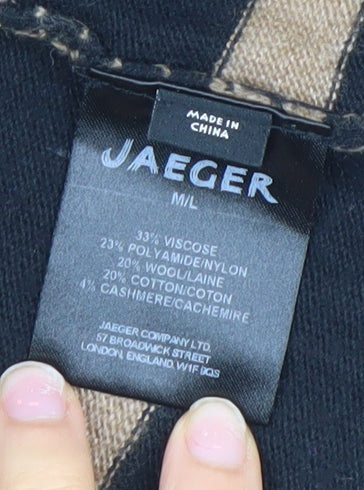 MADE IN
CHINA
JAEGER
M/L
33% VISCOSE
23% POLYAMIDE/NYLON
20% WOOL/LAINE
20% COTTON/COTON
4% CASHMERE/CACHEMIRE
JAEGER COMPANY LTD.
57 BROADWICK STREET
LONDON, ENGLAND, W1F 9QS